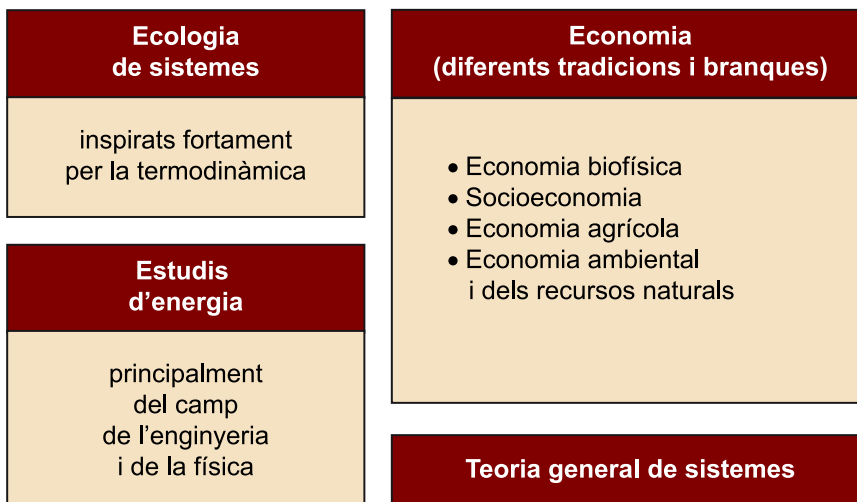 Ecologia
de sistemes
inspirats fortament
per la termodinàmica
Estudis
d’energia
principalment
del camp
de l’enginyeria
i de la física
Economia
(diferents tradicions i branques)
• Economia biofísica
• Socioeconomia
• Economia agrícola
• Economia ambiental
i dels recursos naturals
Teoria general de sistemes